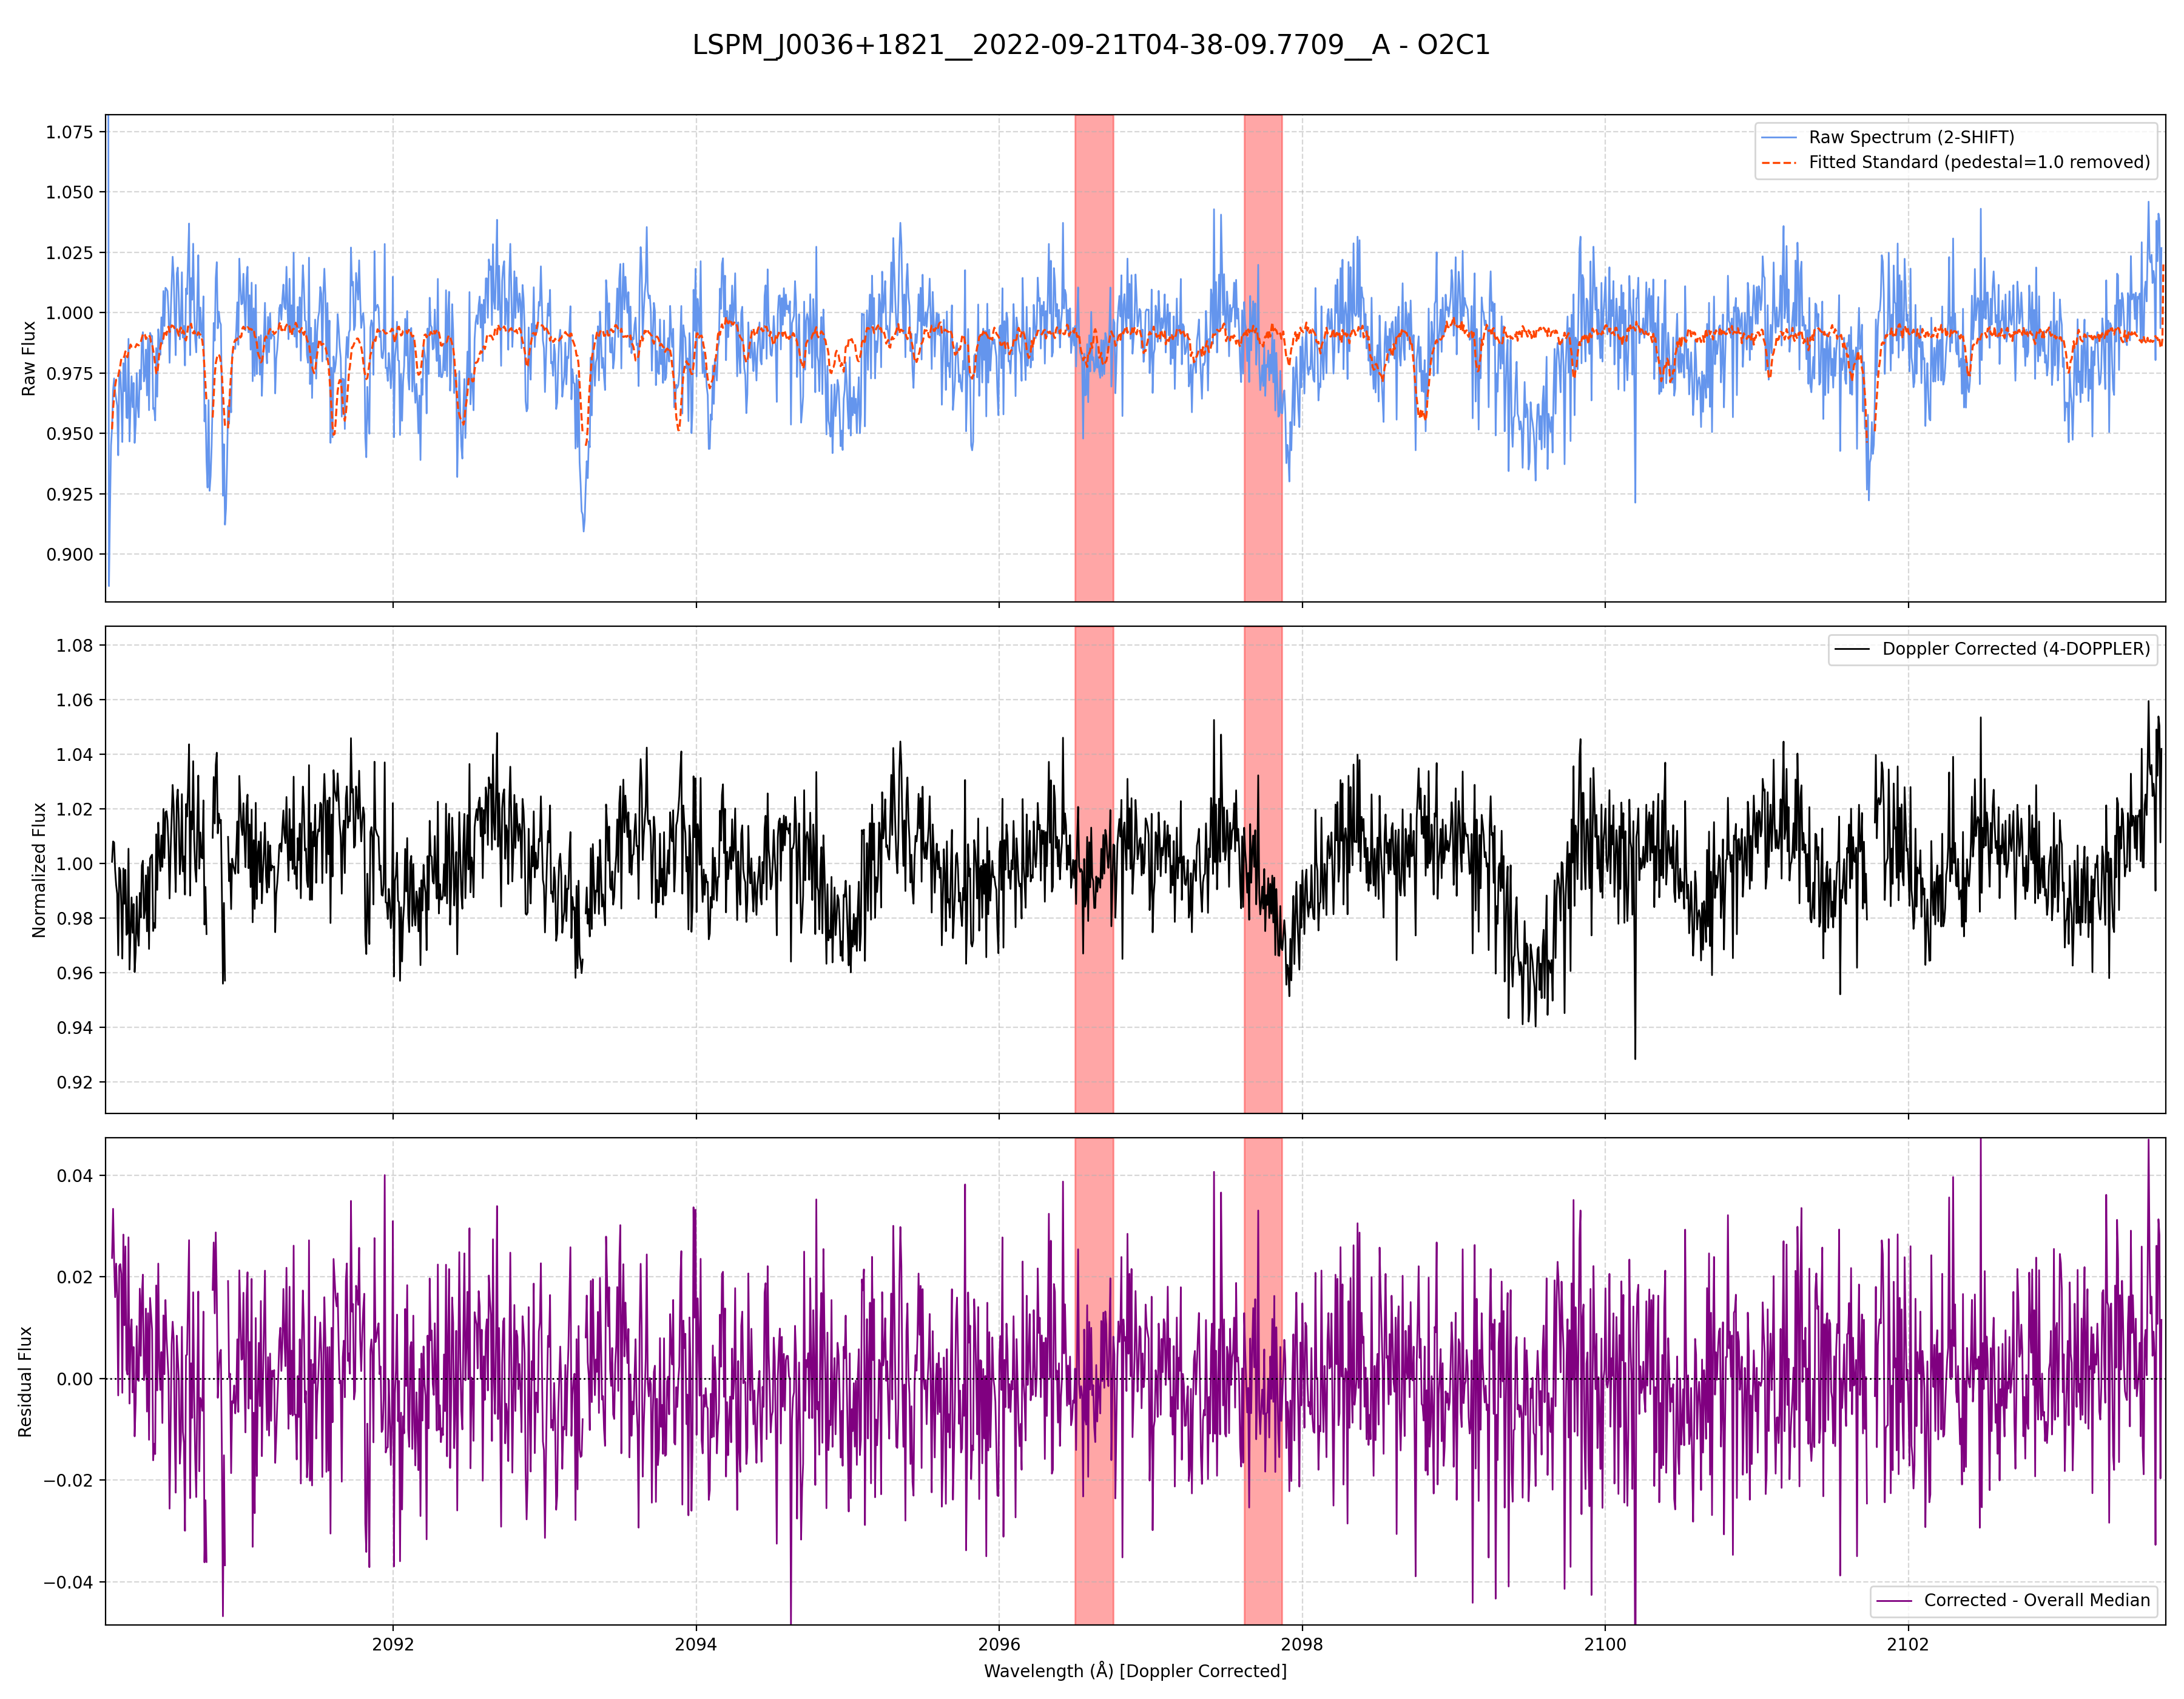 LSPM_J0036+1821__2022-09-21T04-38-09.7709__A - O2C1
Raw Flux
1.075
1.050
1.025
1.000
0.975
0.950
0.925
0.900
Raw Spectrum (2-SHIFT)
Fitted Standard (pedestal=1.0 removed)
Normalized Flux
1.08
1.06
1.04
1.02
1.00
0.98
0.96
0.94
0.92
Doppler Corrected (4-DOPPLER)
Residual Flux
0.04
0.02
0.00
−0.02
−0.04
Corrected - Overall Median
2092 2094 2096 2098 2100 2102
Wavelength (Å) [Doppler Corrected]